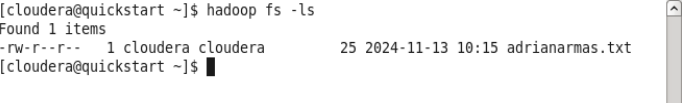 [cloudera@quickstart ~]$ hadoop fs -ls
Found 1 items
-rw-r--r--   1 cloudera cloudera         25 2024-11-13 10:15 adrianarmas.txt
[cloudera@quickstart ~]$